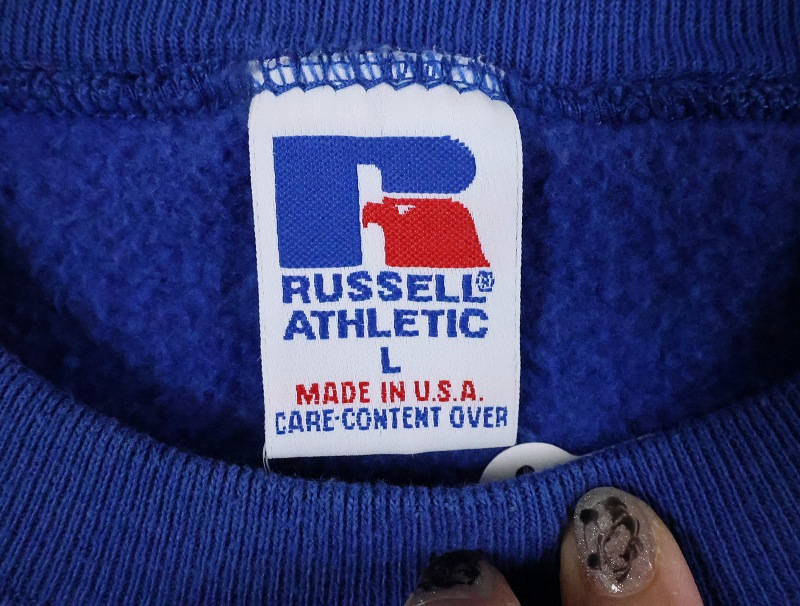 RUSSELL®
ATHLETIC
L
MADE IN U.S.A.
CARE-CONTENT OVER